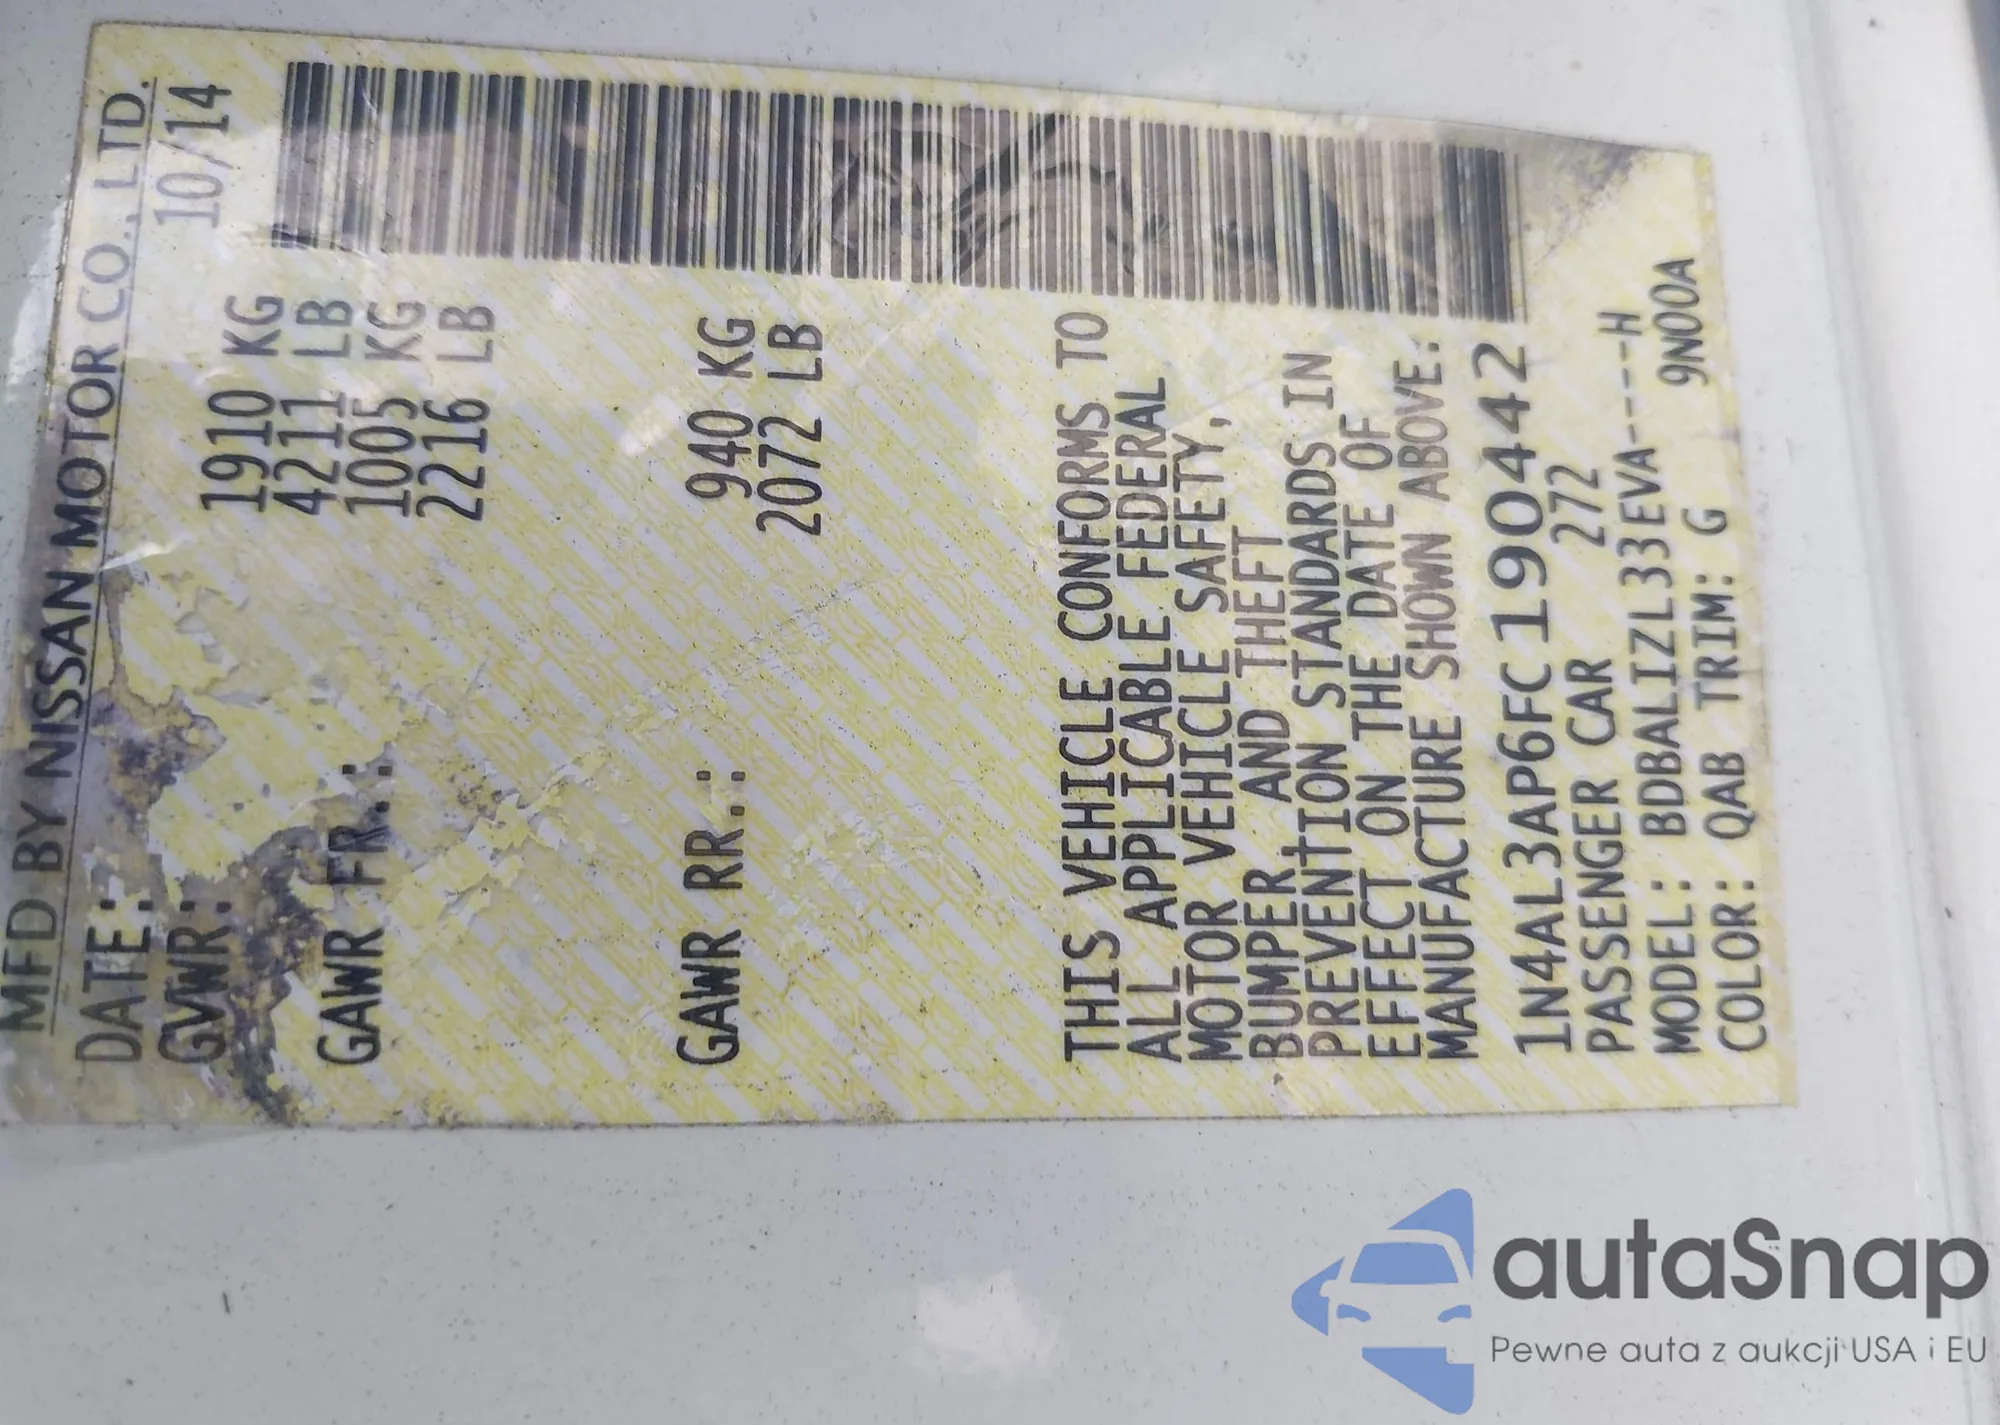 MFD BY NISSAN MOTOR CO., LTD.
DATE: 10/14
GVWR: 1910 KG
4211 LB
GAWR FR.: 1005 KG
2216 LB
GAWR RR.: 940 KG
2072 LB
THIS VEHICLE CONFORMS TO
ALL APPLICABLE FEDERAL
MOTOR VEHICLE SAFETY,
BUMPER AND THEFT
PREVENTION STANDARDS IN
EFFECT ON THE DATE OF
MANUFACTURE SHOWN ABOVE:
1N4AL3AP6FC190442
PASSENGER CAR 272
MODEL: BDBALIZL33EVA----H
COLOR: QAB TRIM: G 9N00A
autaSnap
Pewne auta z aukcji USA i EU